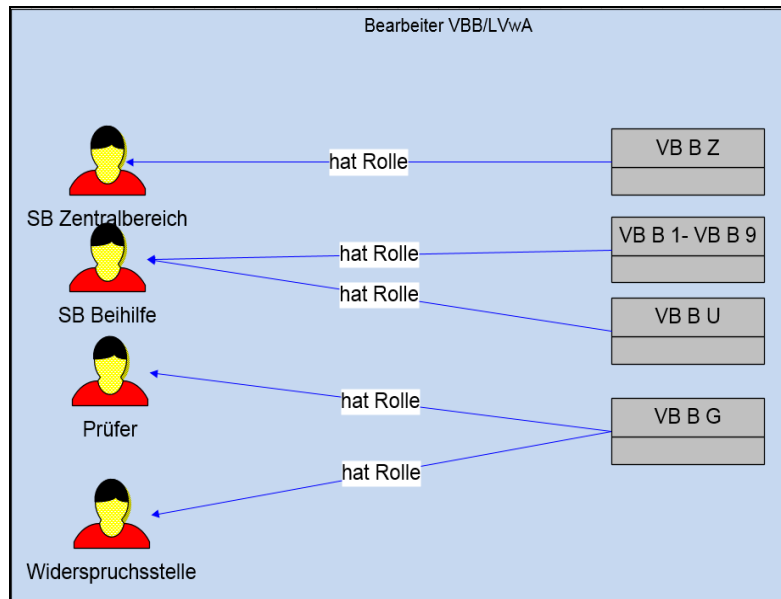 Bearbeiter VBB/LVwA
hat Rolle
VB B Z
SB Zentralbereich
hat Rolle
VB B 1- VB B 9
hat Rolle
SB Beihilfe
VB B U
hat Rolle
VB B G
Prüfer
hat Rolle
Widerspruchsstelle